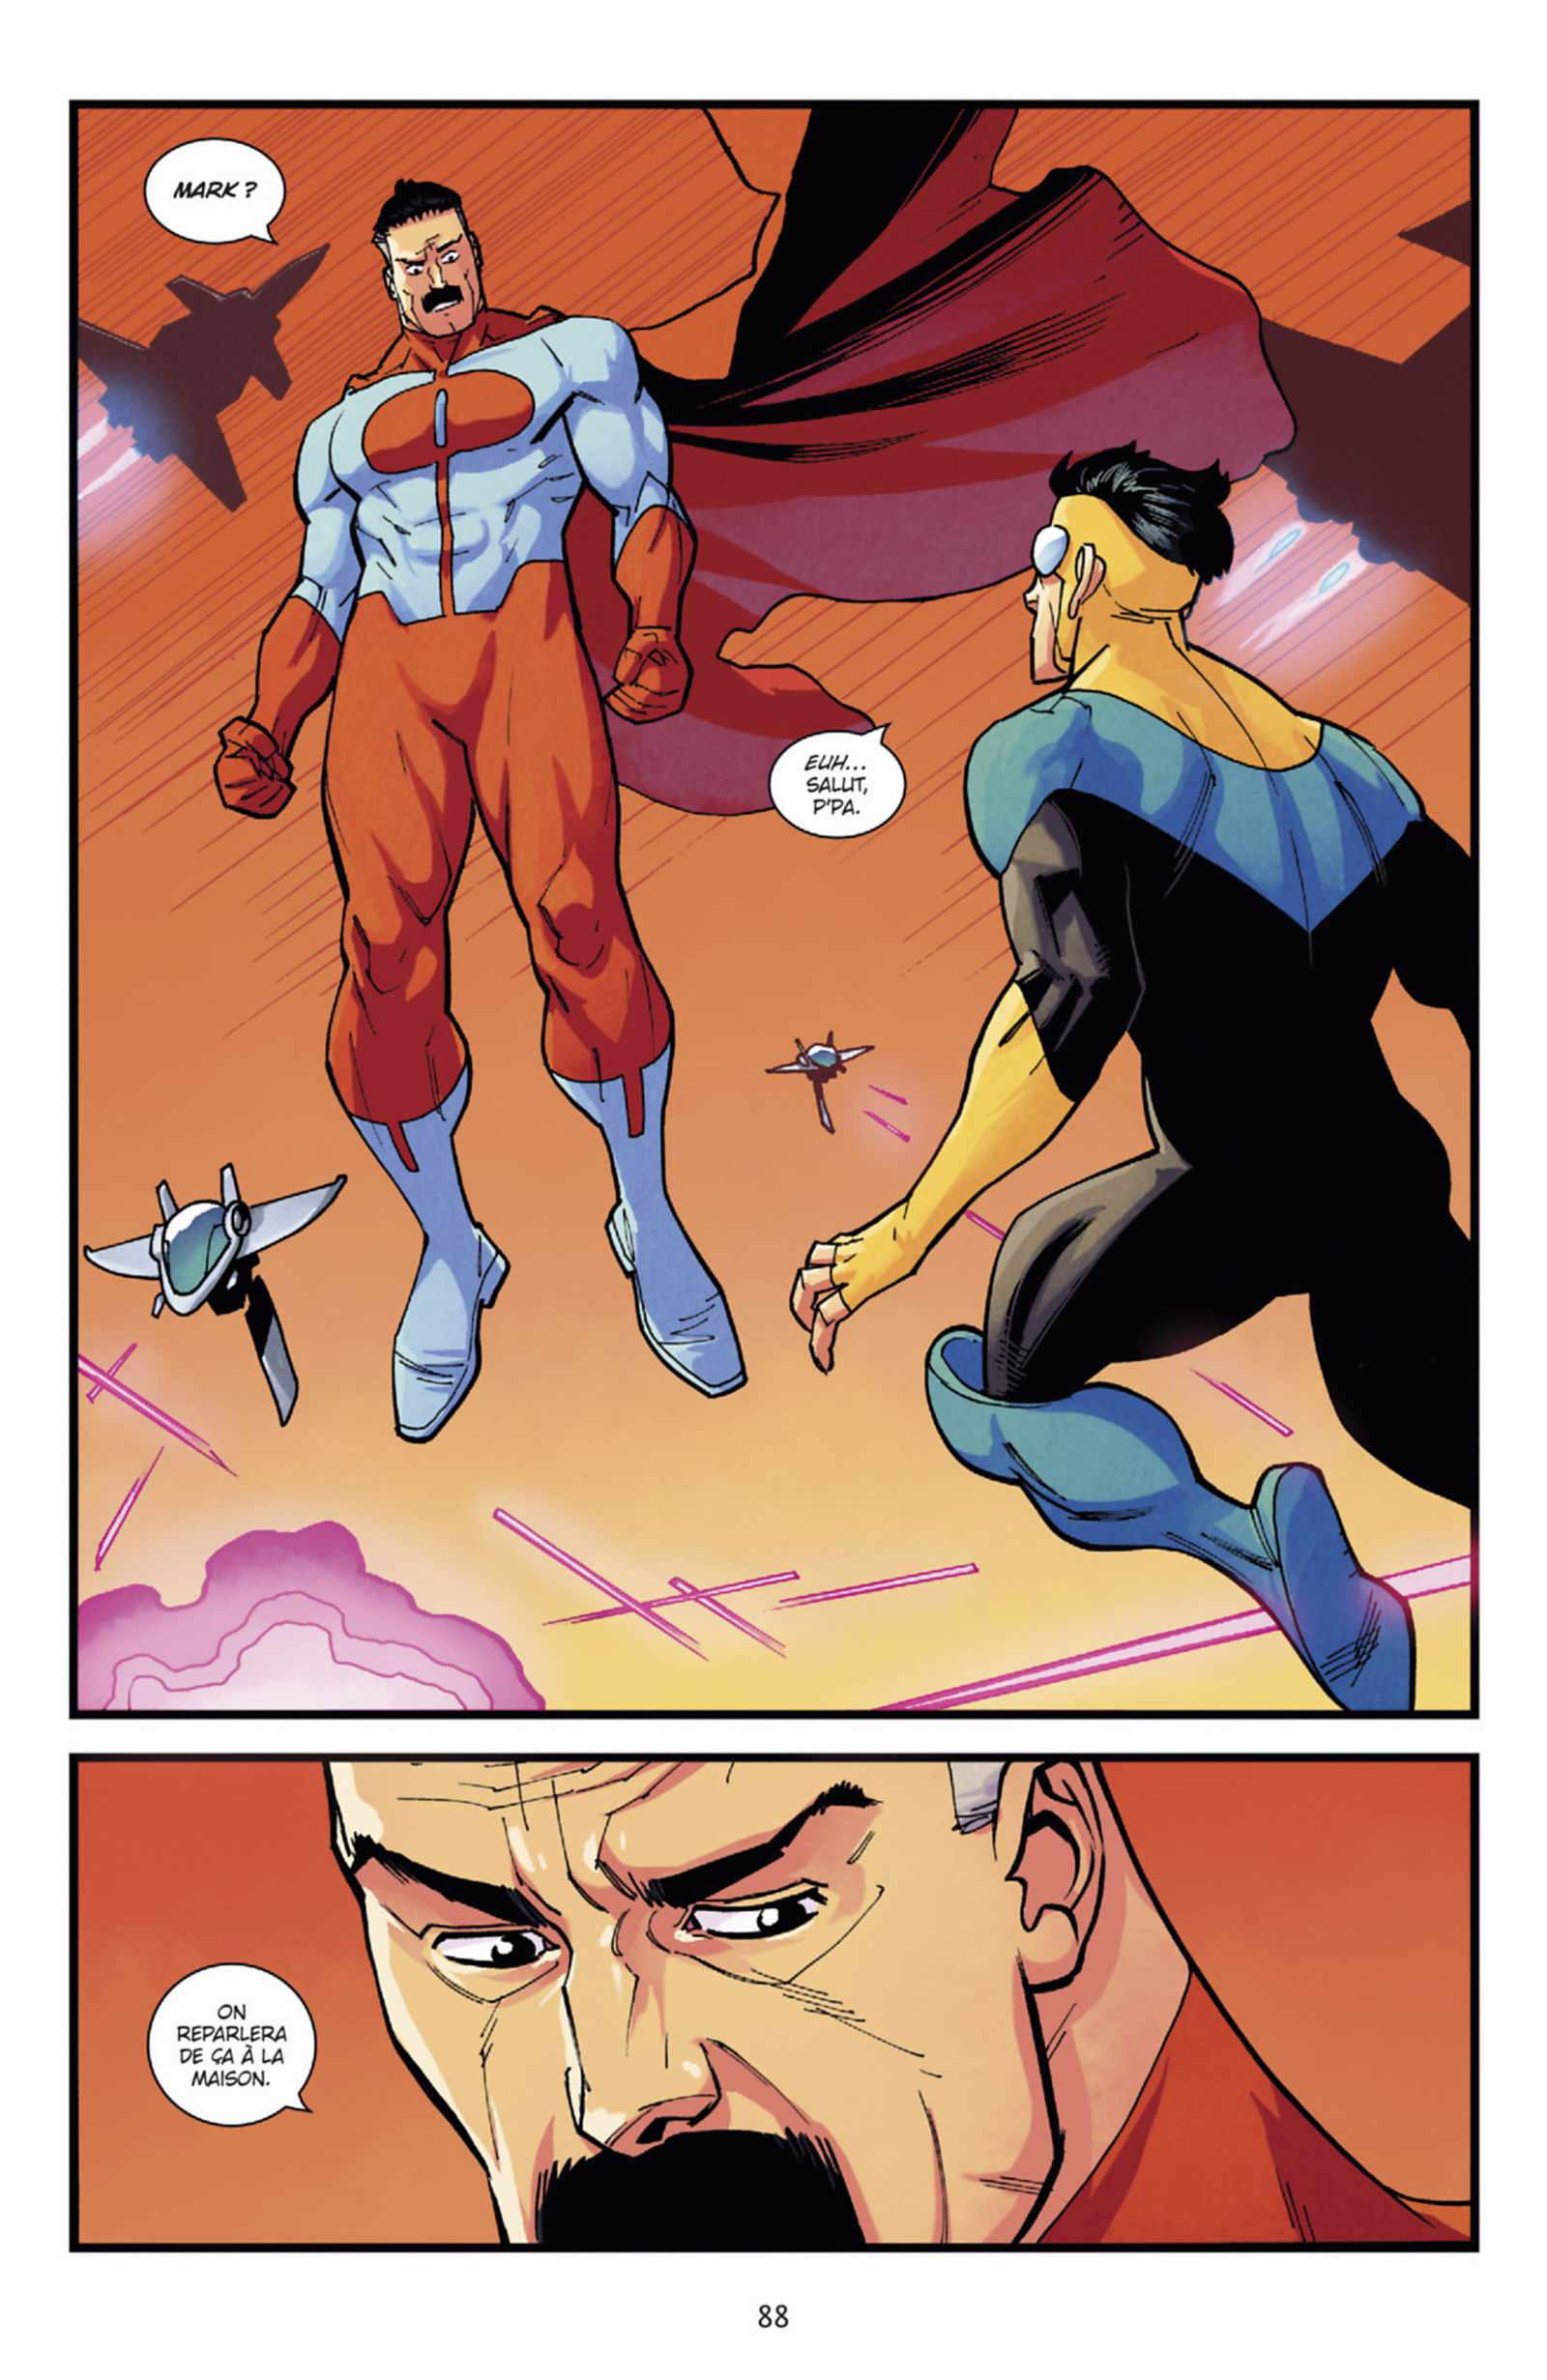 MARK ?
EUH...
SALUT,
P'PA.
ON
REPARLERA
DE ÇA À LA
MAISON.
88